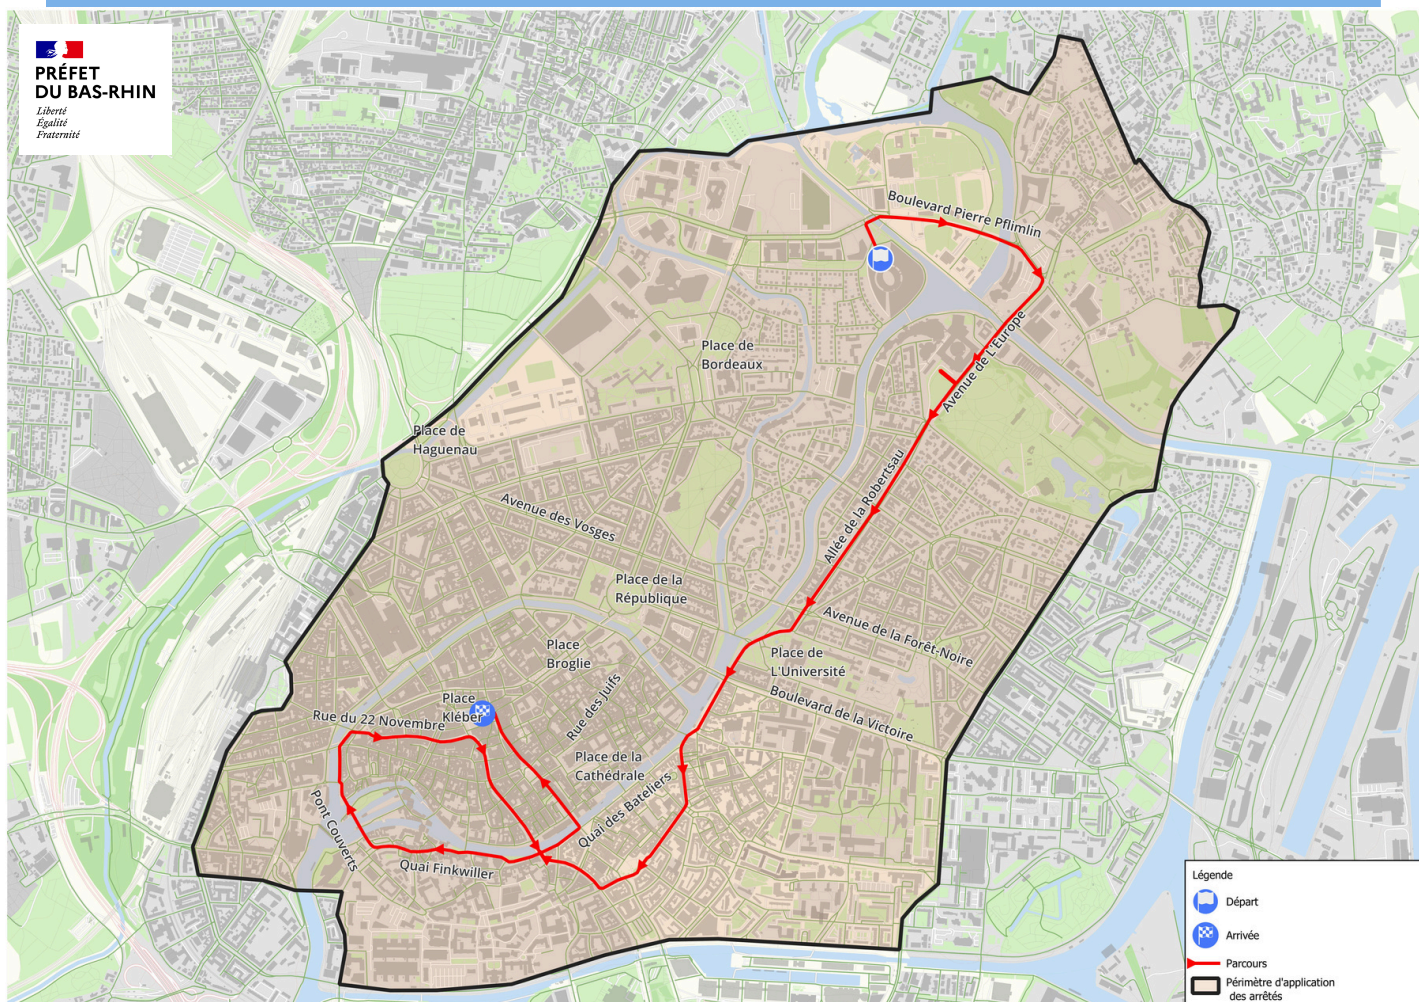 PRÉFET
DU BAS-RHIN
Liberté
Égalité
Fraternité
Boulevard Pierre Pflimlin
Avenue de L'Europe
Place de
Bordeaux
Place de
Haguenau
Allée de la Robertsau
Avenue des Vosges
Place de la
République
Avenue de la Forêt-Noire
Place
Broglie
Place de
L'Université
Rue des Juifs
Boulevard de la Victoire
Place
Kléber
Rue du 22 Novembre
Place de la
Cathédrale
Quai des Bateliers
Pont Couverts
Quai Finkwiller
Légende
Départ
Arrivée
Parcours
Périmètre d'application
des arrêtés